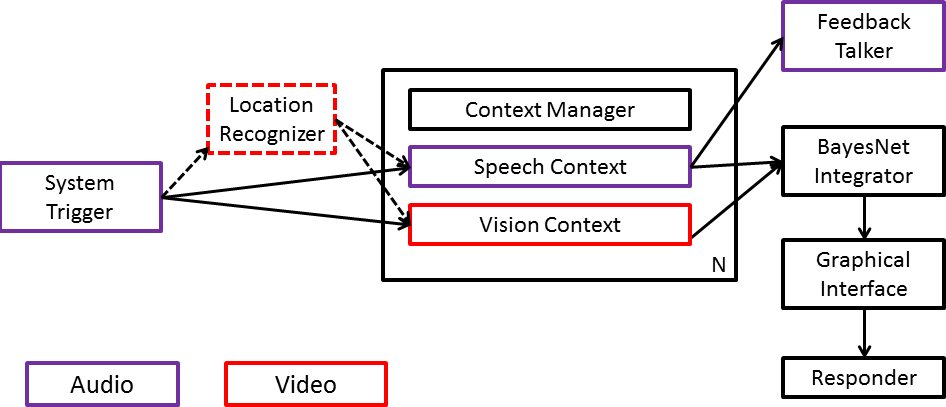 Feedback
Talker
Location
Recognizer
Context Manager
Speech Context
BayesNet
Integrator
System
Trigger
Vision Context
N
Graphical
Interface
Audio
Video
Responder